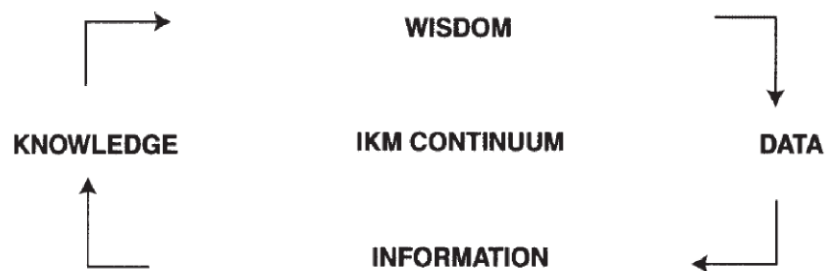 WISDOM
KNOWLEDGE
IKM CONTINUUM
DATA
INFORMATION